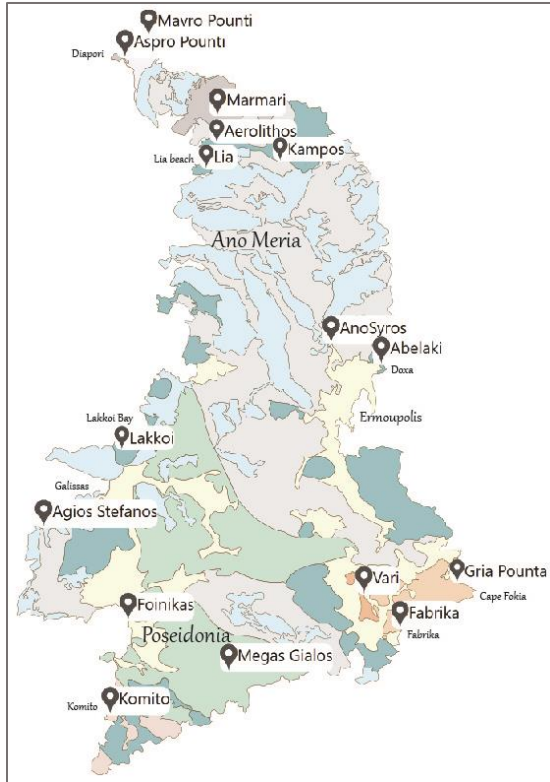 Mavro Pounti
Aspro Pounti
Diapori
Marmari
Aerolithos
Kampos
Lia beach
Lia
Ano Meria
AnoSyros
Abelaki
Doxa
Ermoupolis
Lakkoi Bay
Lakkoi
Galissas
Agios Stefanos
Gria Pounta
Vari
Cape Fokia
Foinikas
Fabrika
Fabrika
Poseidonia
Megas Gialos
Komito
Komito